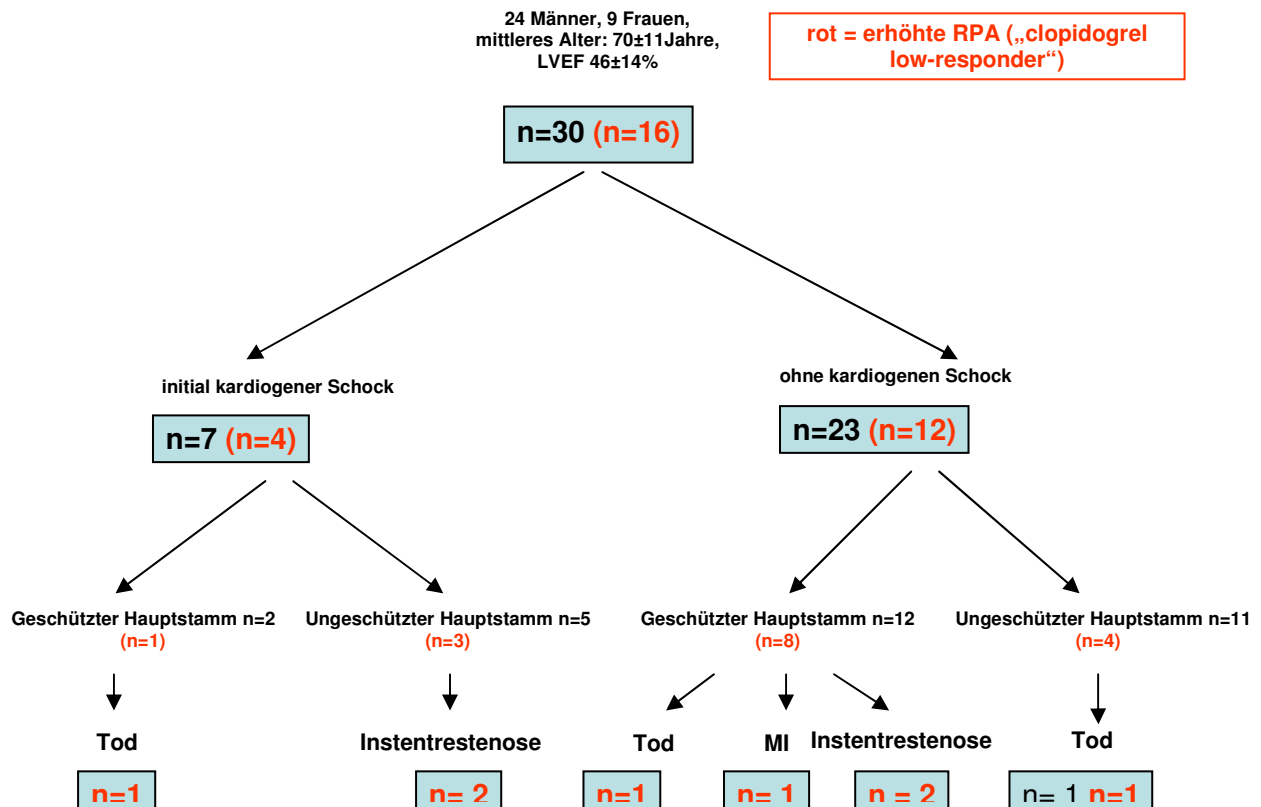 24 Männer, 9 Frauen,
mittleres Alter: 70±11Jahre,
LVEF 46±14%
rot = erhöhte RPA („clopidogrel
low-responder“)
n=30 (n=16)
initial kardiogener Schock
ohne kardiogenen Schock
n=7 (n=4)
n=23 (n=12)
Geschützter Hauptstamm n=2
(n=1)
Ungeschützter Hauptstamm n=5
(n=3)
Geschützter Hauptstamm n=12
(n=8)
Ungeschützter Hauptstamm n=11
(n=4)
Tod
Instentrestenose
Tod
MI
Instentrestenose
Tod
n=1
n= 2
n=1
n= 1
n = 2
n= 1 n=1